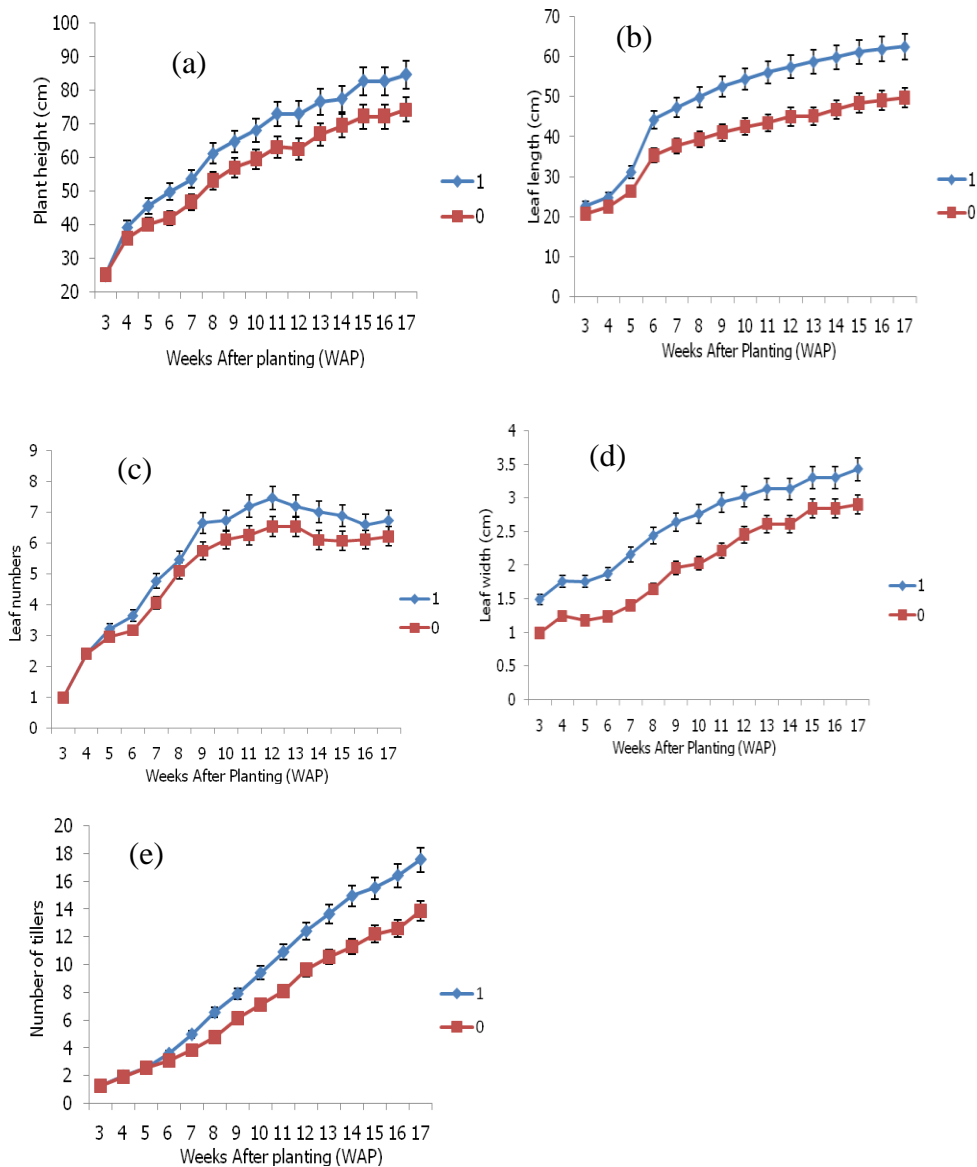 (a)
Plant height (cm)
100
90
80
70
60
50
40
30
20
3 4 5 6 7 8 9 10 11 12 13 14 15 16 17
Weeks After planting (WAP)
1
0
(b)
Leaf length (cm)
70
60
50
40
30
20
10
0
3 4 5 6 7 8 9 10 11 12 13 14 15 16 17
Weeks After Planting (WAP)
1
0
(c)
Leaf numbers
9
8
7
6
5
4
3
2
1
0
3 4 5 6 7 8 9 10 11 12 13 14 15 16 17
Weeks After Planting (WAP)
1
0
(d)
Leaf width (cm)
4
3.5
3
2.5
2
1.5
1
0.5
0
3 4 5 6 7 8 9 10 11 12 13 14 15 16 17
Weeks After Planting (WAP)
1
0
(e)
Number of tillers
20
18
16
14
12
10
8
6
4
2
0
3 4 5 6 7 8 9 10 11 12 13 14 15 16 17
Weeks After planting (WAP)
1
0